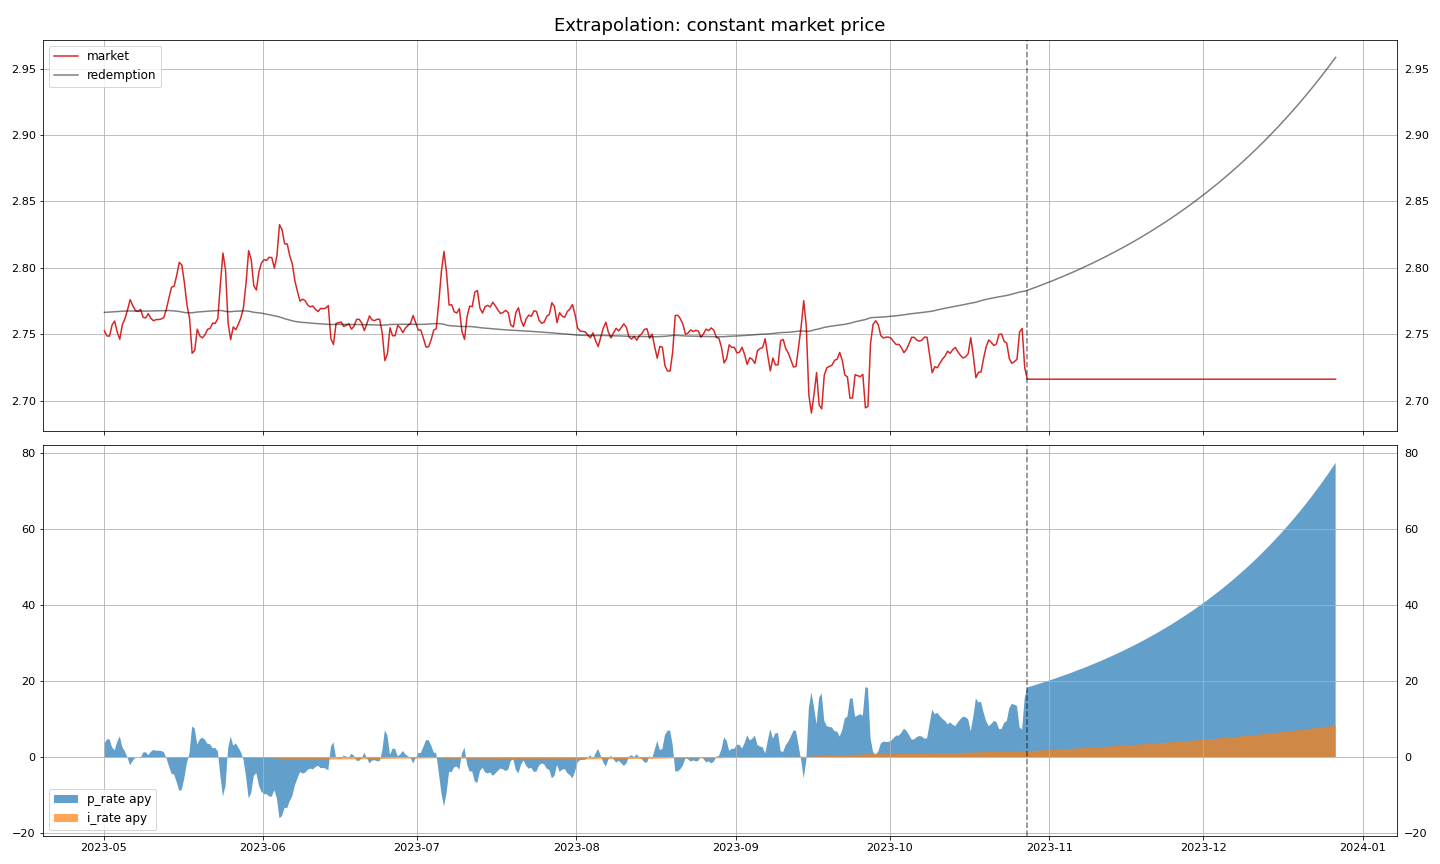 Extrapolation: constant market price
market
redemption
2.95 2.95
2.90 2.90
2.85 2.85
2.80 2.80
2.75 2.75
2.70 2.70
80 80
60 60
40 40
20 20
0 0
p_rate apy
i_rate apy
−20 −20
2023-05 2023-06 2023-07 2023-08 2023-09 2023-10 2023-11 2023-12 2024-01